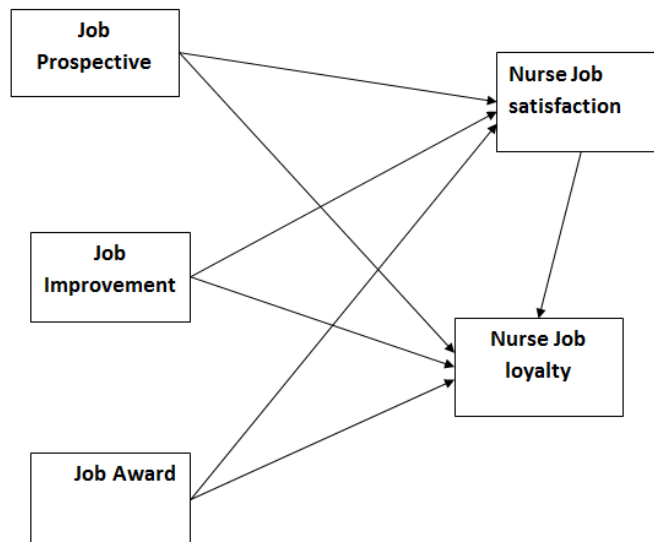 Job
Prospective
Nurse Job
satisfaction
Job
Improvement
Nurse Job
loyalty
Job Award